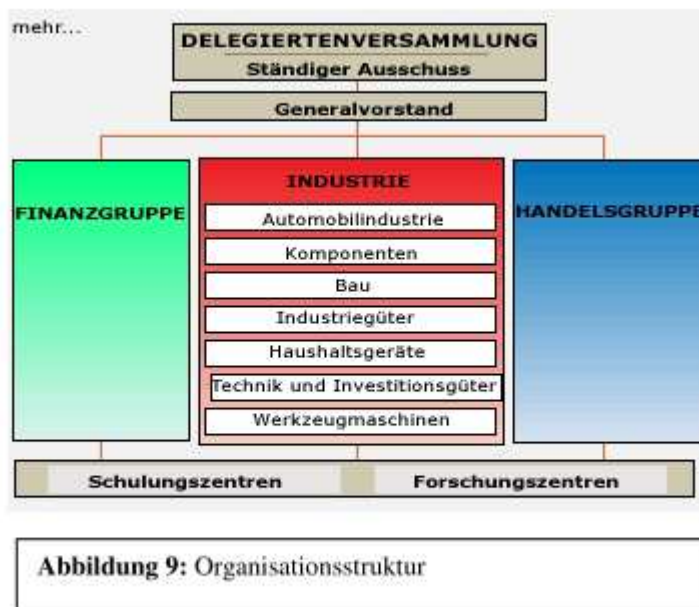 mehr...
DELEGIERTENVERSAMMLUNG
Ständiger Ausschuss
Generalvorstand
FINANZGRUPPE
INDUSTRIE
Automobilindustrie
Komponenten
Bau
Industriegüter
Haushaltsgeräte
Technik und Investitionsgüter
Werkzeugmaschinen
HANDELSGRUPPE
Schulungszentren
Forschungszentren
Abbildung 9: Organisationsstruktur